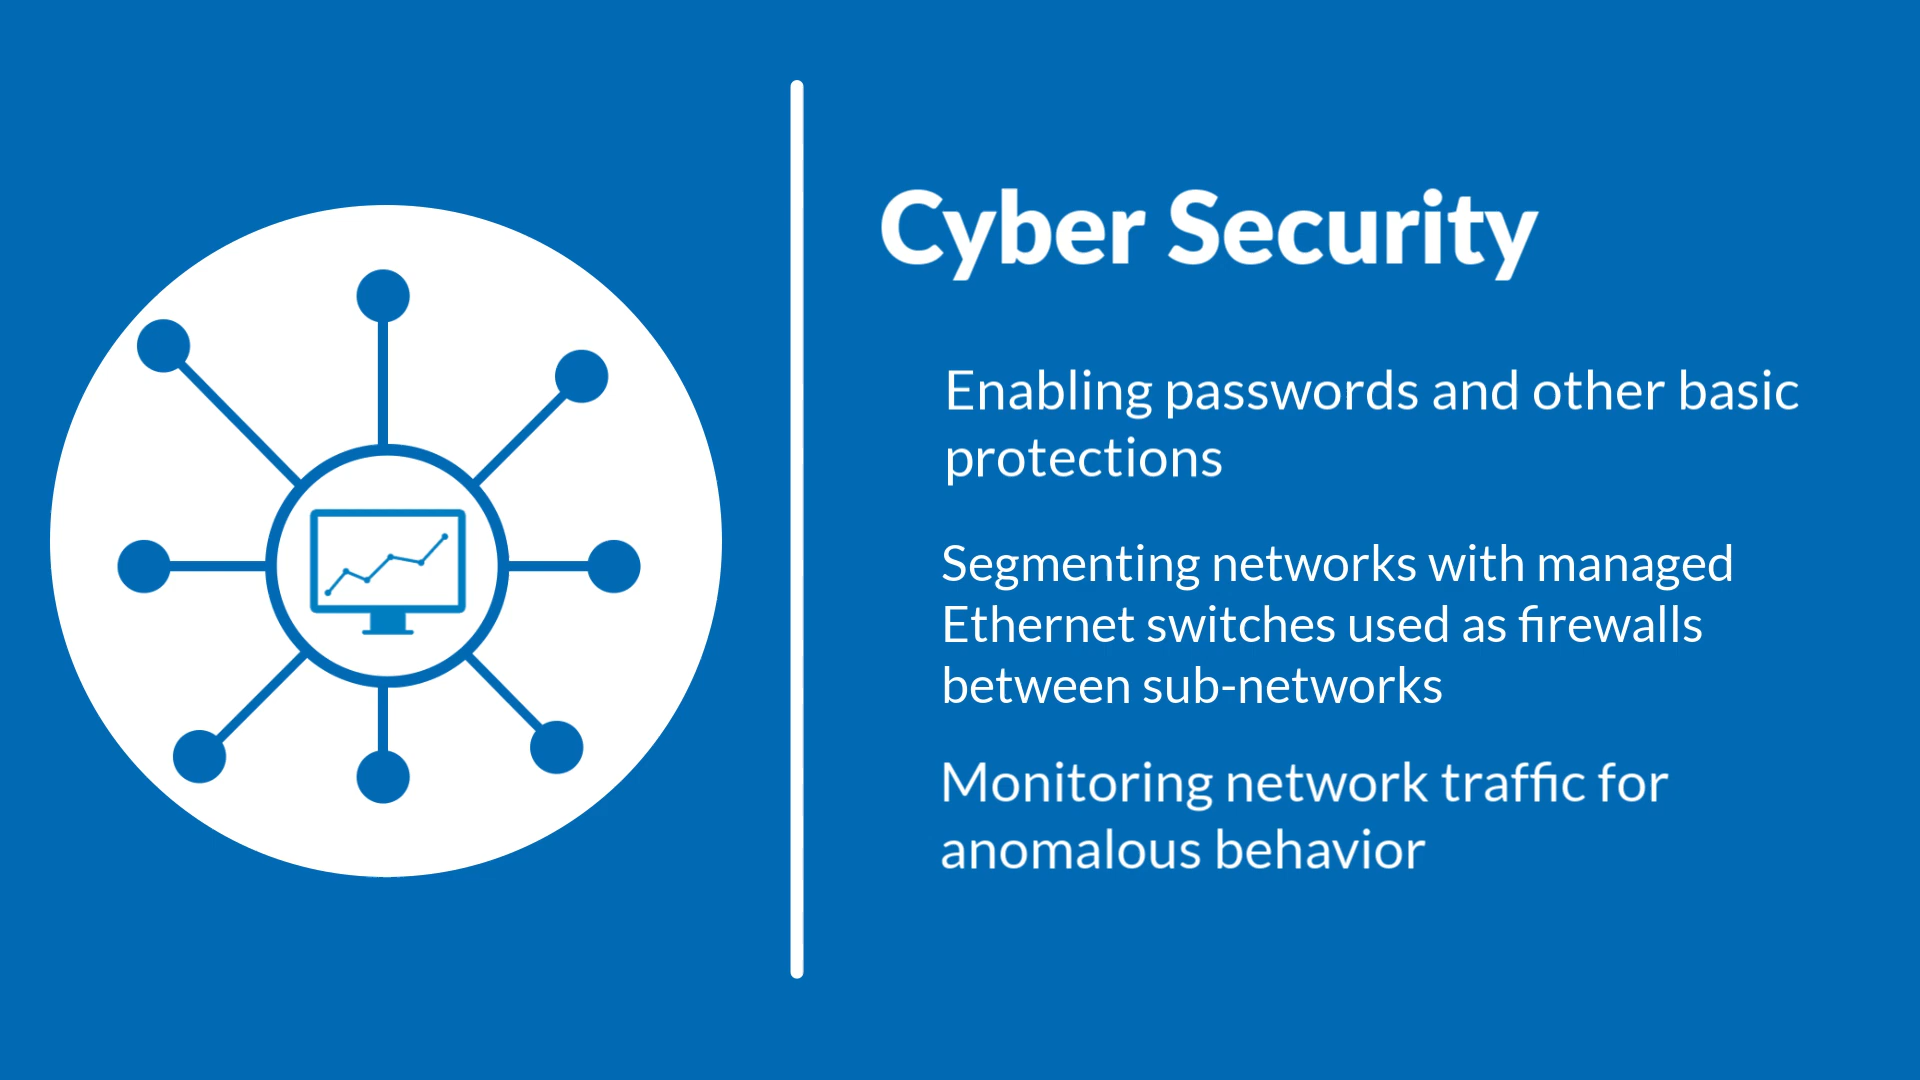 Cyber Security
Enabling passwords and other basic
protections
Segmenting networks with managed
Ethernet switches used as firewalls
between sub-networks
Monitoring network traffic for
anomalous behavior